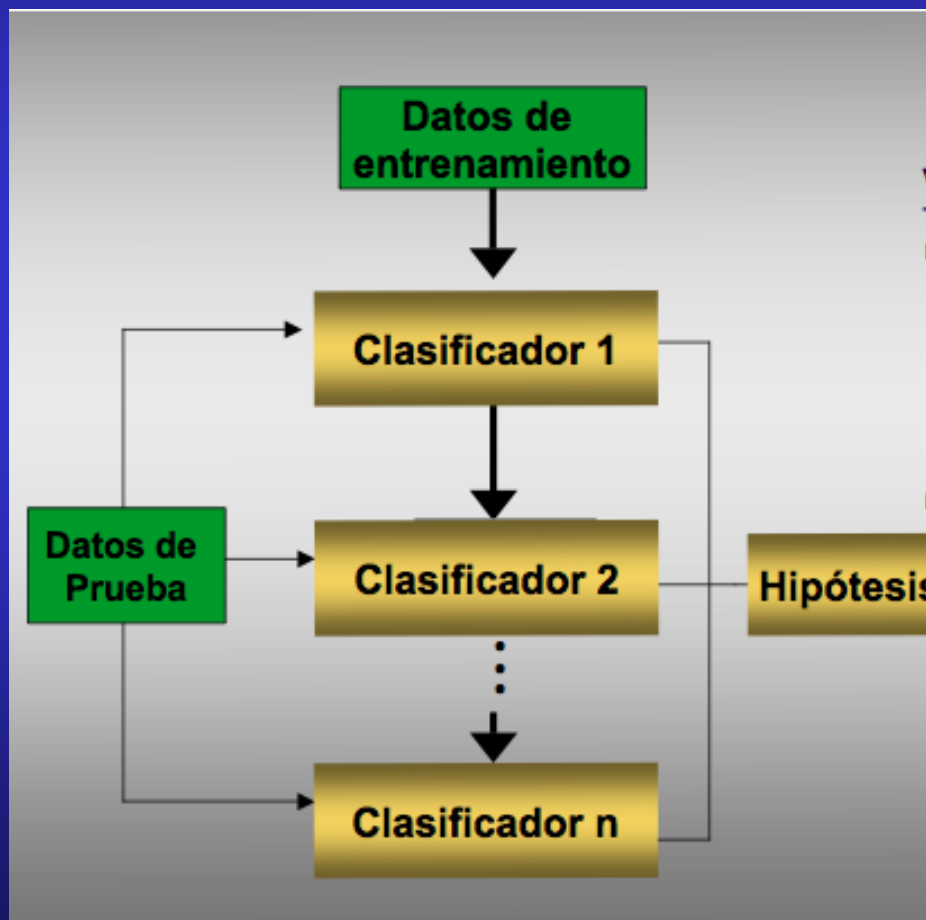 Datos de
entrenamiento
Clasificador 1
Datos de
Prueba
Clasificador 2
Hipótesis
Clasificador n